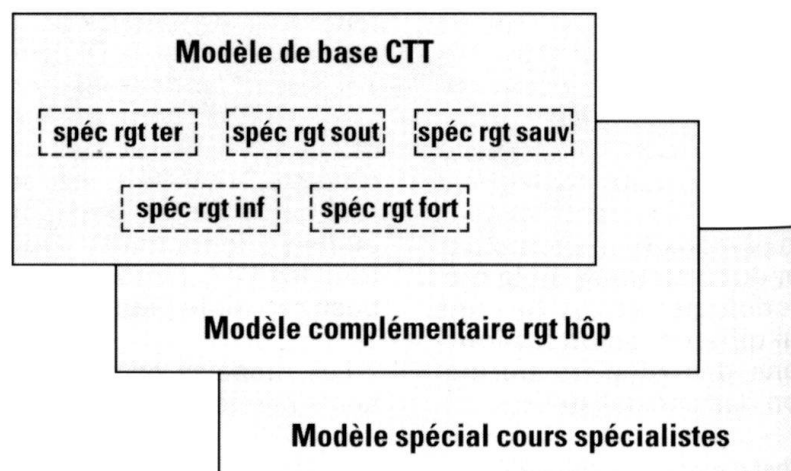 Modèle de base CTT
spéc rgt ter spéc rgt sout spéc rgt sauv
spéc rgt inf spéc rgt fort
Modèle complémentaire rgt hôp
Modèle spécial cours spécialistes